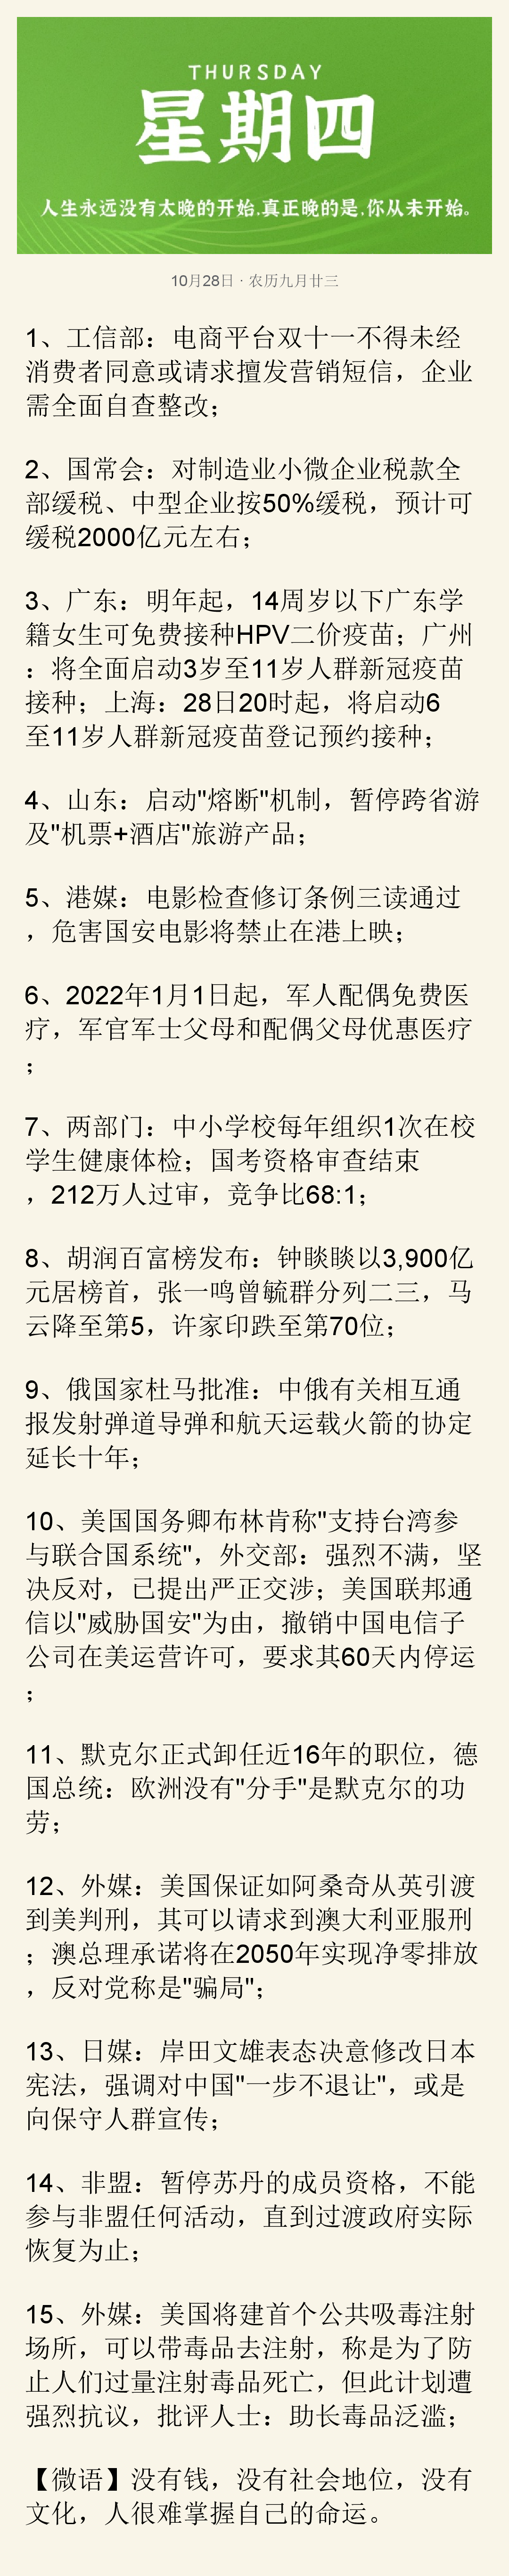 THURSDAY
星期四
人生永远没有太晚的开始,真正晚的是,你从未开始。
10月28日 · 农历九月廿三
1、工信部：电商平台双十一不得未经
消费者同意或请求擅发营销短信，企业
需全面自查整改；
2、国常会：对制造业小微企业税款全
部缓税、中型企业按50%缓税，预计可
缓税2000亿元左右；
3、广东：明年起，14周岁以下广东学
籍女生可免费接种HPV二价疫苗；广州
：将全面启动3岁至11岁人群新冠疫苗
接种；上海：28日20时起，将启动6
至11岁人群新冠疫苗登记预约接种；
4、山东：启动"熔断"机制，暂停跨省游
及"机票+酒店"旅游产品；
5、港媒：电影检查修订条例三读通过
，危害国安电影将禁止在港上映；
6、2022年1月1日起，军人配偶免费医
疗，军官军士父母和配偶父母优惠医疗
；
7、两部门：中小学校每年组织1次在校
学生健康体检；国考资格审查结束
，212万人过审，竞争比68:1；
8、胡润百富榜发布：钟睒睒以3,900亿
元居榜首，张一鸣曾毓群分列二三，马
云降至第5，许家印跌至第70位；
9、俄国家杜马批准：中俄有关相互通
报发射弹道导弹和航天运载火箭的协定
延长十年；
10、美国国务卿布林肯称"支持台湾参
与联合国系统"，外交部：强烈不满，坚
决反对，已提出严正交涉；美国联邦通
信以"威胁国安"为由，撤销中国电信子
公司在美运营许可，要求其60天内停运
；
11、默克尔正式卸任近16年的职位，德
国总统：欧洲没有"分手"是默克尔的功
劳；
12、外媒：美国保证如阿桑奇从英引渡
到美判刑，其可以请求到澳大利亚服刑
；澳总理承诺将在2050年实现净零排放
，反对党称是"骗局"；
13、日媒：岸田文雄表态决意修改日本
宪法，强调对中国"一步不退让"，或是
向保守人群宣传；
14、非盟：暂停苏丹的成员资格，不能
参与非盟任何活动，直到过渡政府实际
恢复为止；
15、外媒：美国将建首个公共吸毒注射
场所，可以带毒品去注射，称是为了防
止人们过量注射毒品死亡，但此计划遭
强烈抗议，批评人士：助长毒品泛滥；
【微语】没有钱，没有社会地位，没有
文化，人很难掌握自己的命运。